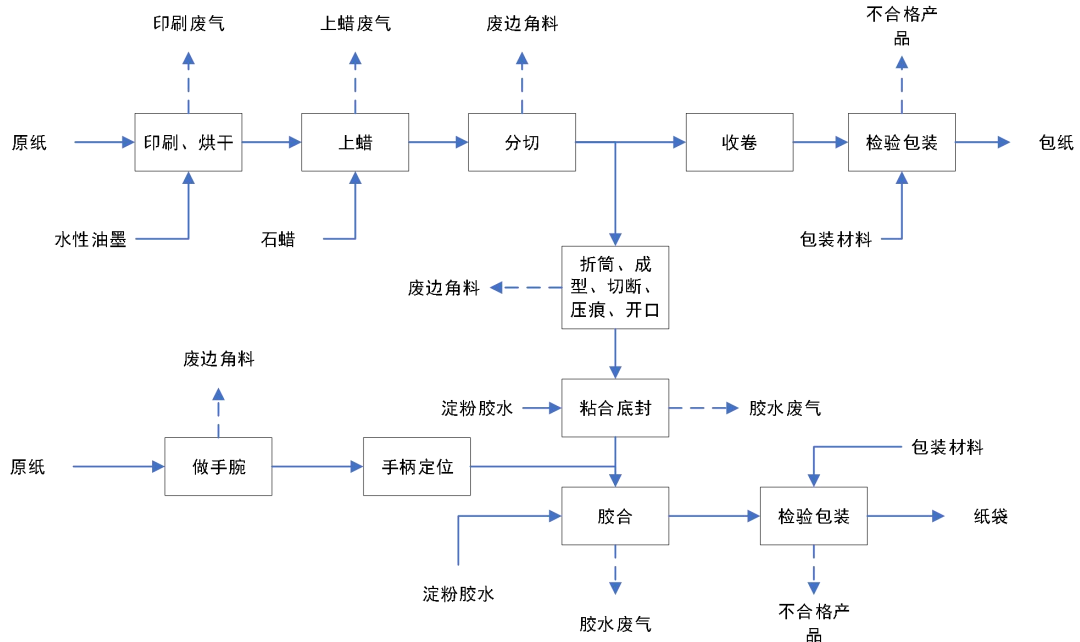 印刷废气
上蜡废气
废边角料
不合格产
品
原纸
印刷、烘干
上蜡
分切
收卷
检验包装
包纸
水性油墨
石蜡
包装材料
折筒、成
型、切断、
压痕、开口
废边角料
废边角料
淀粉胶水
粘合底封
胶水废气
包装材料
原纸
做手腕
手柄定位
胶合
检验包装
纸袋
淀粉胶水
胶水废气
不合格产
品